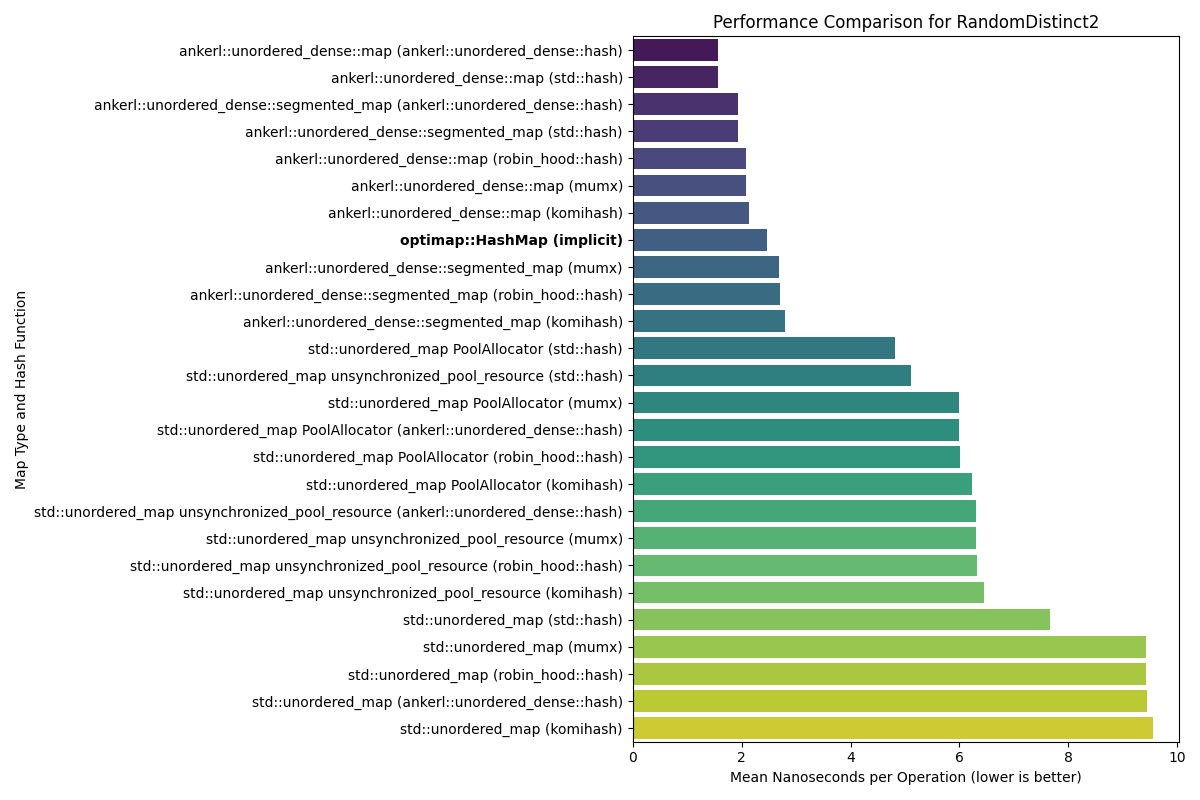 Performance Comparison for RandomDistinct2
Map Type and Hash Function
ankerl::unordered_dense::map (ankerl::unordered_dense::hash)
ankerl::unordered_dense::map (std::hash)
ankerl::unordered_dense::segmented_map (ankerl::unordered_dense::hash)
ankerl::unordered_dense::segmented_map (std::hash)
ankerl::unordered_dense::map (robin_hood::hash)
ankerl::unordered_dense::map (mumx)
ankerl::unordered_dense::map (komihash)
optimap::HashMap (implicit)
ankerl::unordered_dense::segmented_map (mumx)
ankerl::unordered_dense::segmented_map (robin_hood::hash)
ankerl::unordered_dense::segmented_map (komihash)
std::unordered_map PoolAllocator (std::hash)
std::unordered_map unsynchronized_pool_resource (std::hash)
std::unordered_map PoolAllocator (mumx)
std::unordered_map PoolAllocator (ankerl::unordered_dense::hash)
std::unordered_map PoolAllocator (robin_hood::hash)
std::unordered_map PoolAllocator (komihash)
std::unordered_map unsynchronized_pool_resource (ankerl::unordered_dense::hash)
std::unordered_map unsynchronized_pool_resource (mumx)
std::unordered_map unsynchronized_pool_resource (robin_hood::hash)
std::unordered_map unsynchronized_pool_resource (komihash)
std::unordered_map (std::hash)
std::unordered_map (mumx)
std::unordered_map (robin_hood::hash)
std::unordered_map (ankerl::unordered_dense::hash)
std::unordered_map (komihash)
0 2 4 6 8 10
Mean Nanoseconds per Operation (lower is better)